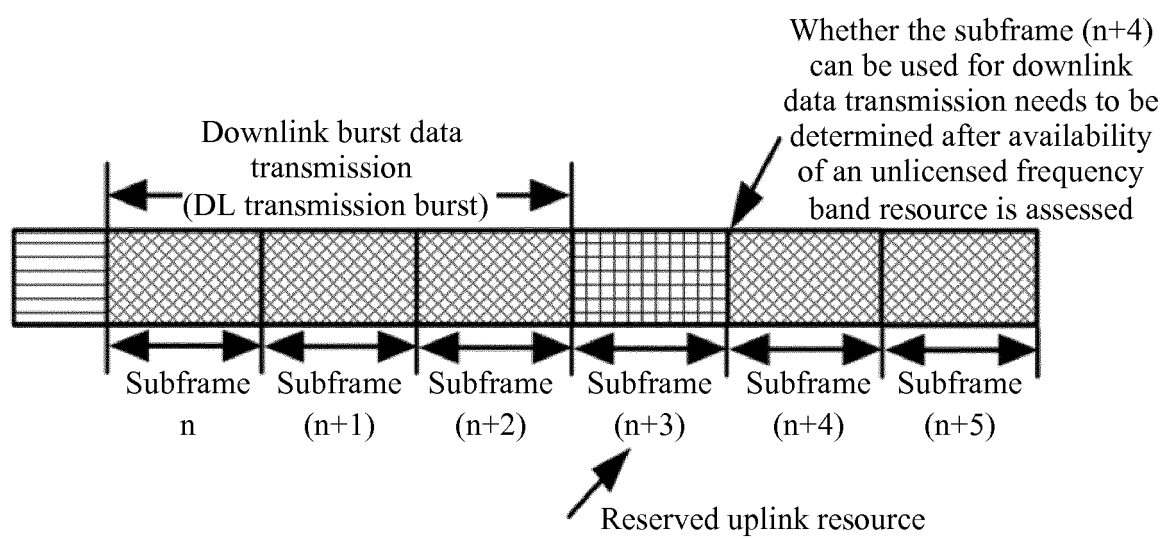 Whether the subframe (n+4)
can be used for downlink
data transmission needs to be
determined after availability
of an unlicensed frequency
band resource is assessed
Downlink burst data
transmission
(DL transmission burst)
Subframe
n
Subframe
(n+1)
Subframe
(n+2)
Subframe
(n+3)
Subframe
(n+4)
Subframe
(n+5)
Reserved uplink resource